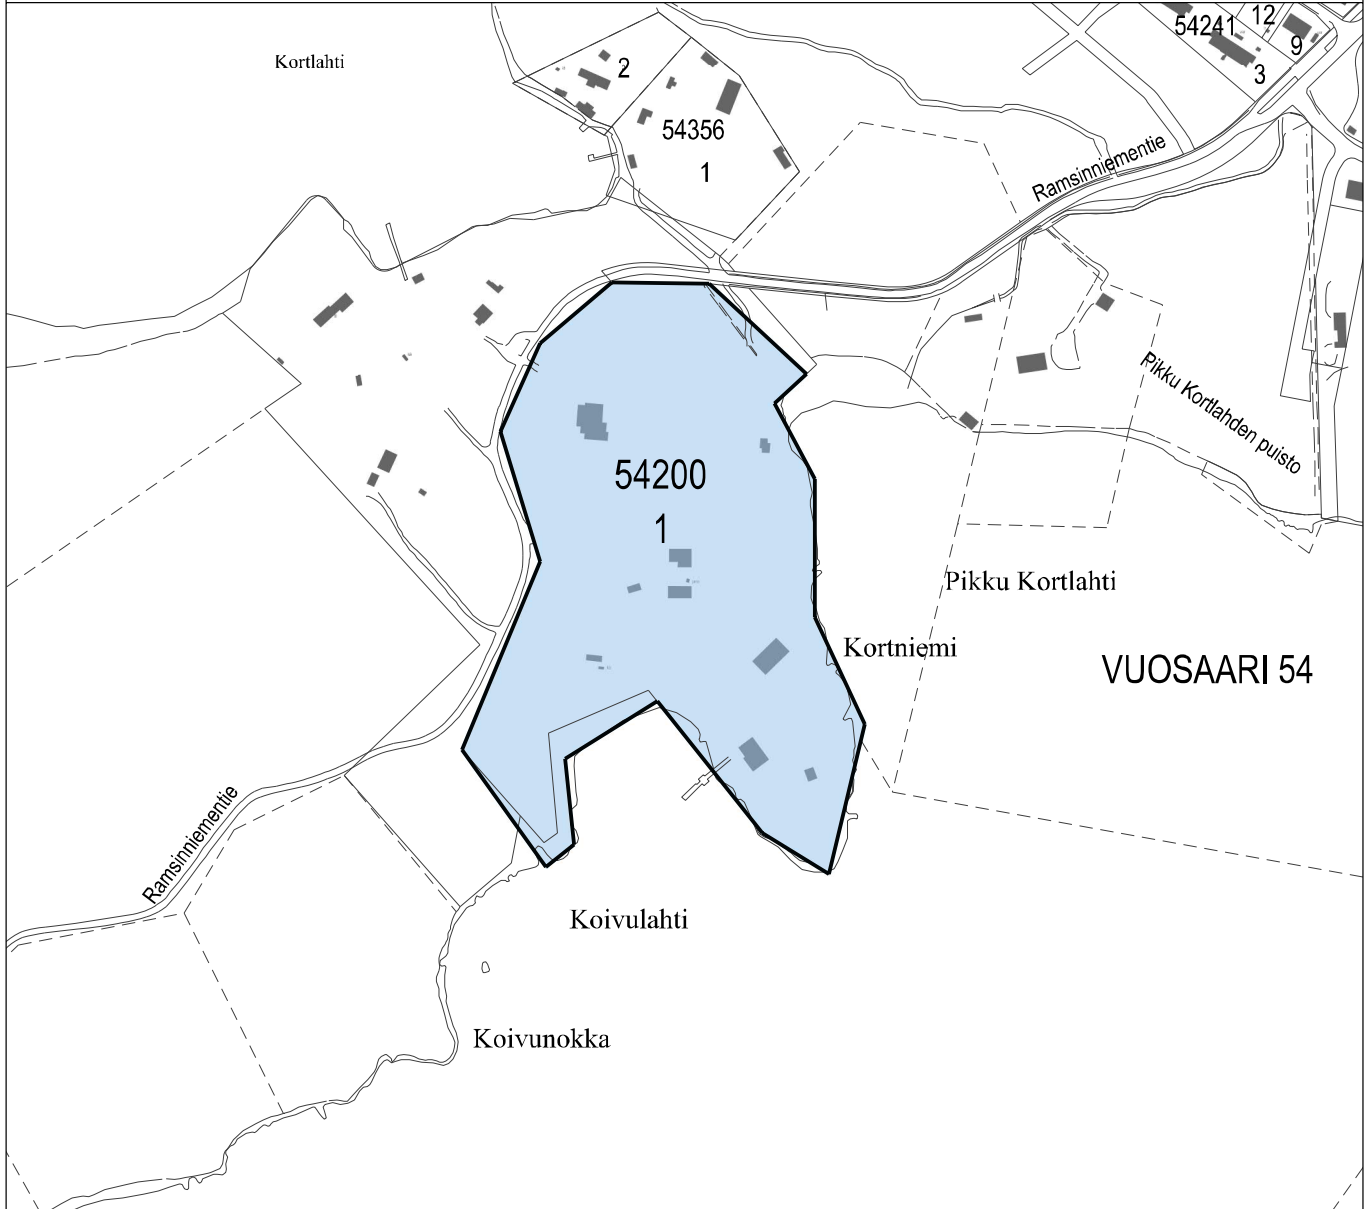 12
54241
9
Kortlahti
2
3
54356
1
Ramsinniementie
Pikku Kortlahden puisto
54200
1
Pikku Kortlahti
Kortniemi
VUOSAARI 54
Ramsinniementie
Koivulahti
Koivunokka